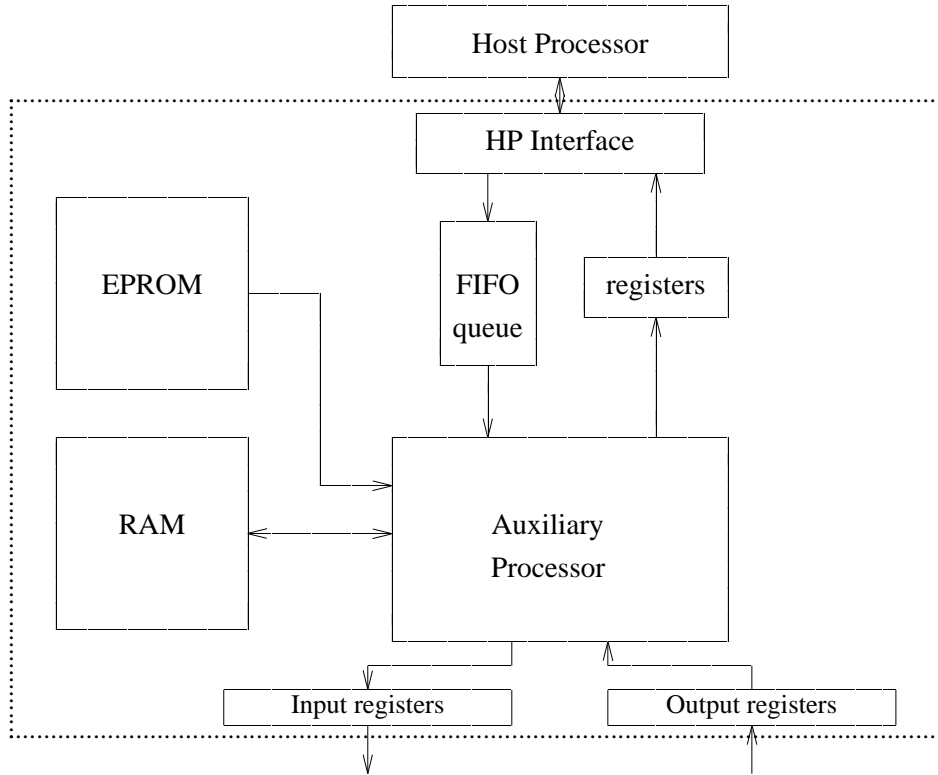 Host Processor
HP Interface
EPROM
FIFO
queue
registers
RAM
Auxiliary
Processor
Input registers
Output registers